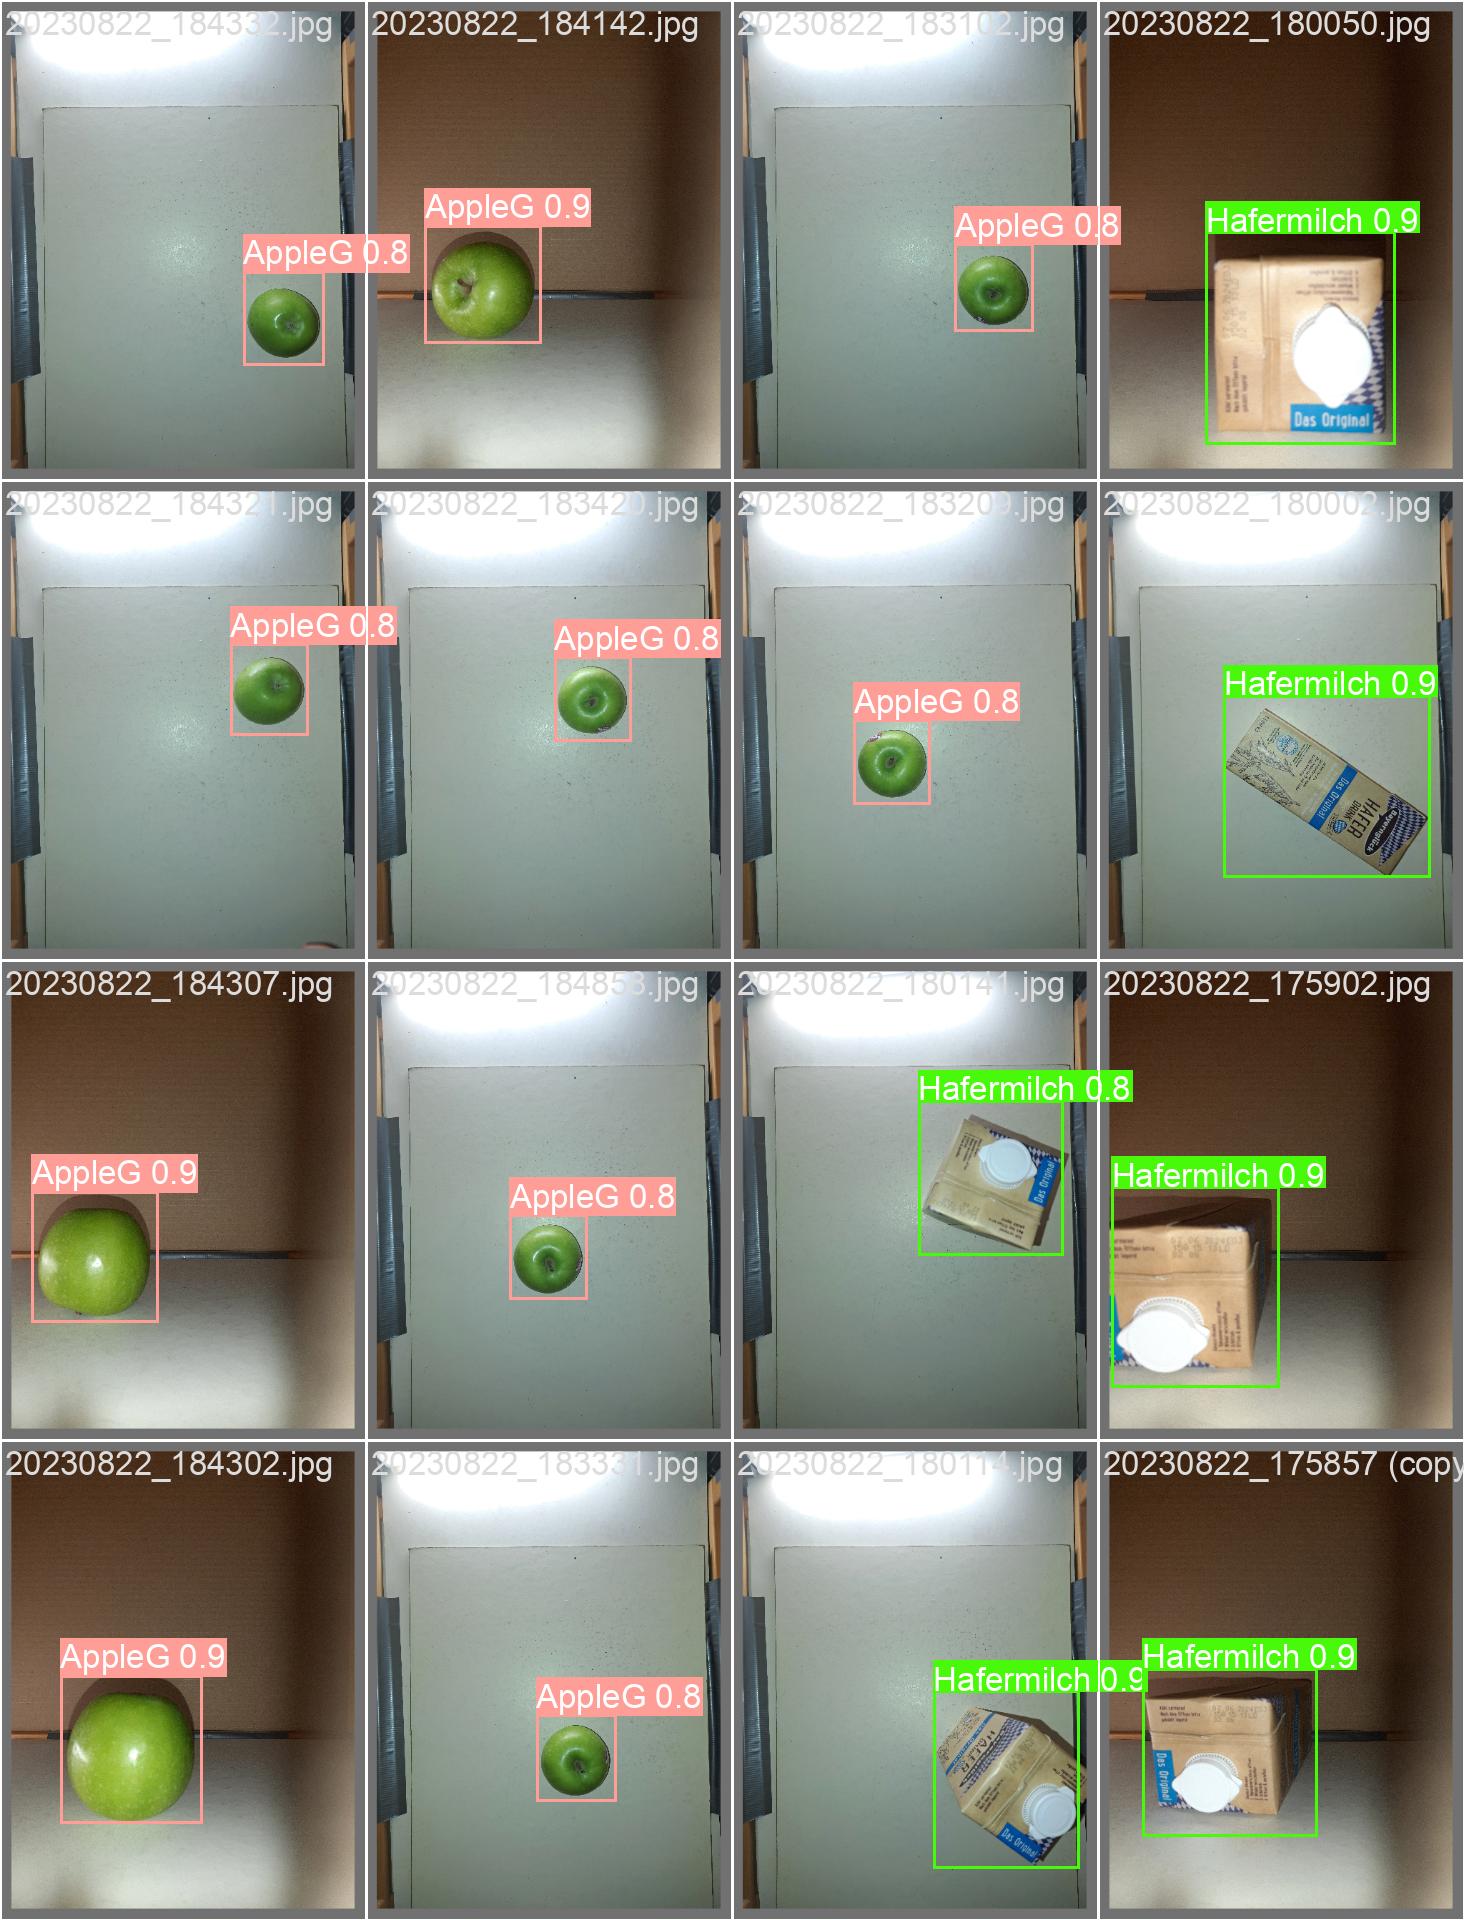 20230822_184332.jpg
20230822_184142.jpg
20230822_183102.jpg
20230822_180050.jpg
AppleG 0.8
AppleG 0.9
AppleG 0.8
Hafermilch 0.9
Das Original
20230822_184321.jpg
20230822_183420.jpg
20230822_183209.jpg
20230822_180002.jpg
AppleG 0.8
AppleG 0.8
AppleG 0.8
Hafermilch 0.9
Das Original
HAFER
DRINK
Bayernglück
20230822_184307.jpg
20230822_184853.jpg
20230822_180141.jpg
20230822_175902.jpg
AppleG 0.9
AppleG 0.8
Hafermilch 0.8
Das Original
Hafermilch 0.9
20230822_184302.jpg
20230822_183331.jpg
20230822_180114.jpg
20230822_175857 (copy
AppleG 0.9
AppleG 0.8
Hafermilch 0.9
HAFER
Das Original
Hafermilch 0.9
Das Original